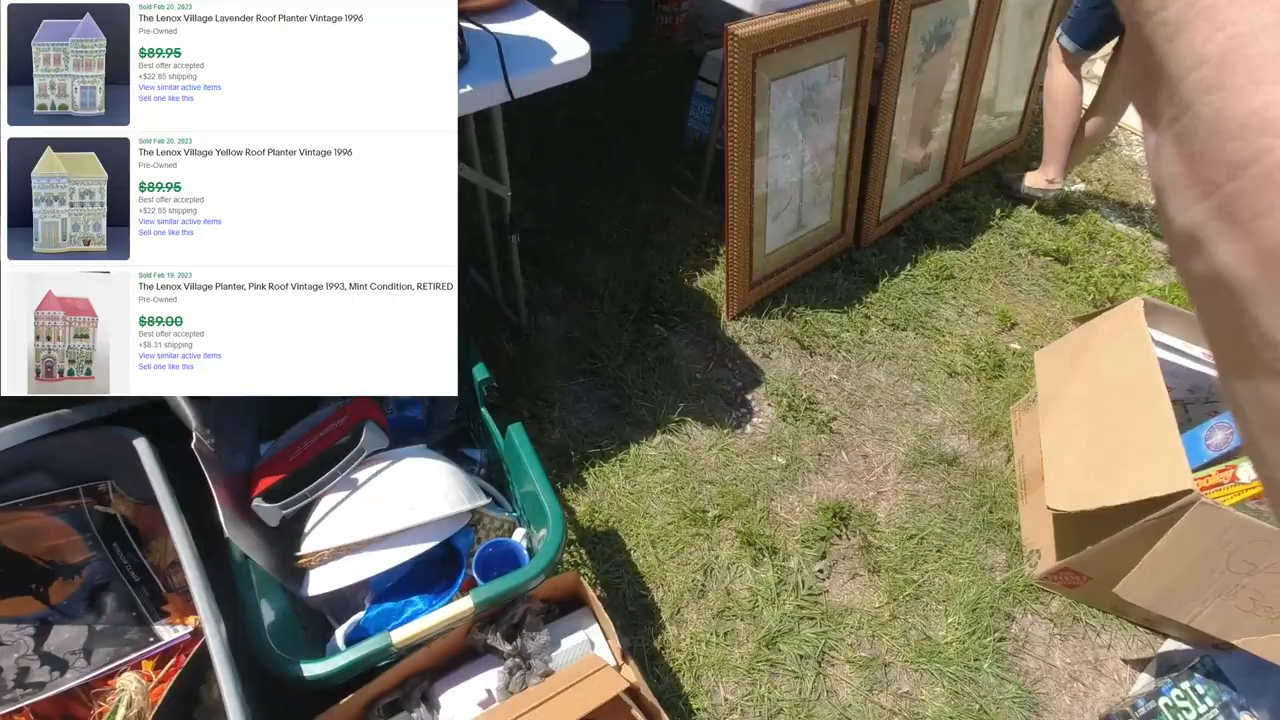 Sold Feb 20, 2023
The Lenox Village Lavender Roof Planter Vintage 1996
Pre-Owned
$89.95
Best offer accepted
+$22.85 shipping
View similar active items
Sell one like this
Sold Feb 20, 2023
The Lenox Village Yellow Roof Planter Vintage 1996
Pre-Owned
$89.95
Best offer accepted
+$22.85 shipping
View similar active items
Sell one like this
Sold Feb 19, 2023
The Lenox Village Planter, Pink Roof Vintage 1993, Mint Condition, RETIRED
Pre-Owned
$89.00
Best offer accepted
+$8.31 shipping
View similar active items
Sell one like this
CSI: